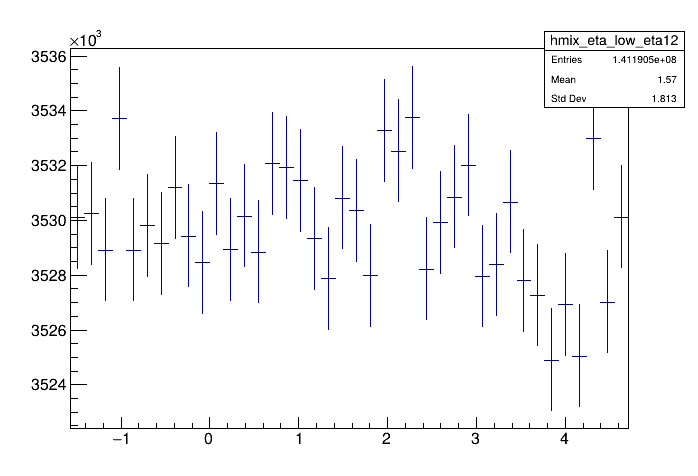 ×10³
hmix_eta_low_eta12
Entries 1.411905e+08
Mean 1.57
Std Dev 1.813
3536
3534
3532
3530
3528
3526
3524
−1 0 1 2 3 4